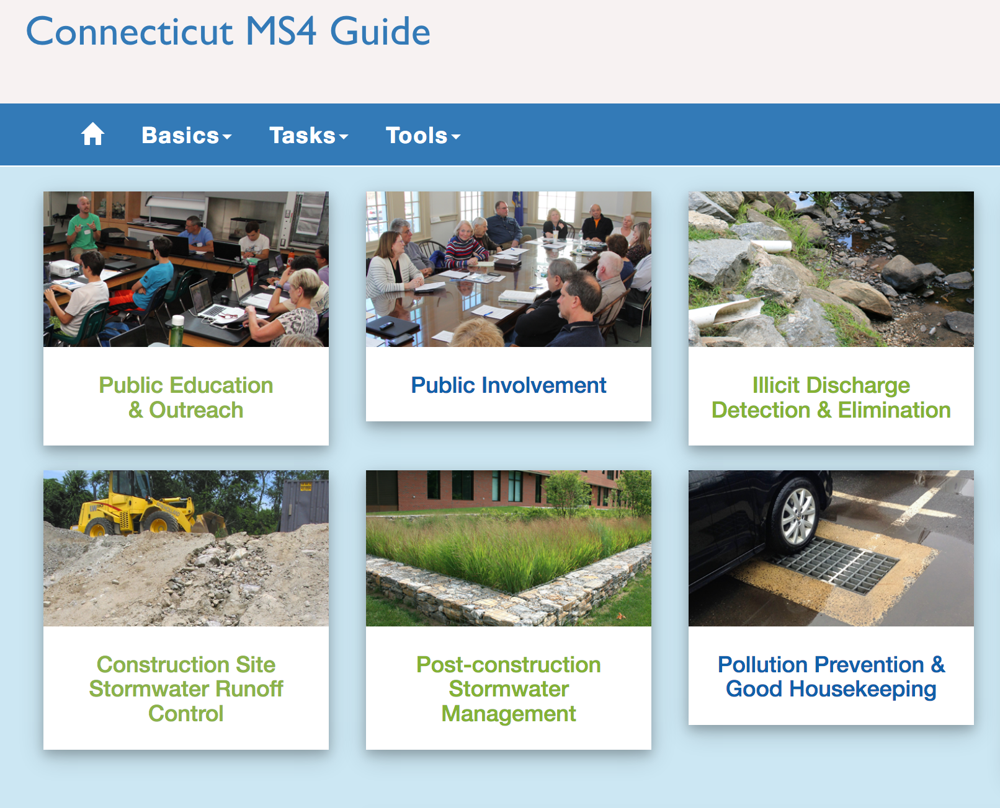 Connecticut MS4 Guide
Basics
Tasks
Tools
Public Education
& Outreach
Public Involvement
Illicit Discharge
Detection & Elimination
LW110
Construction Site
Stormwater Runoff
Control
Post-construction
Stormwater
Management
Pollution Prevention &
Good Housekeeping